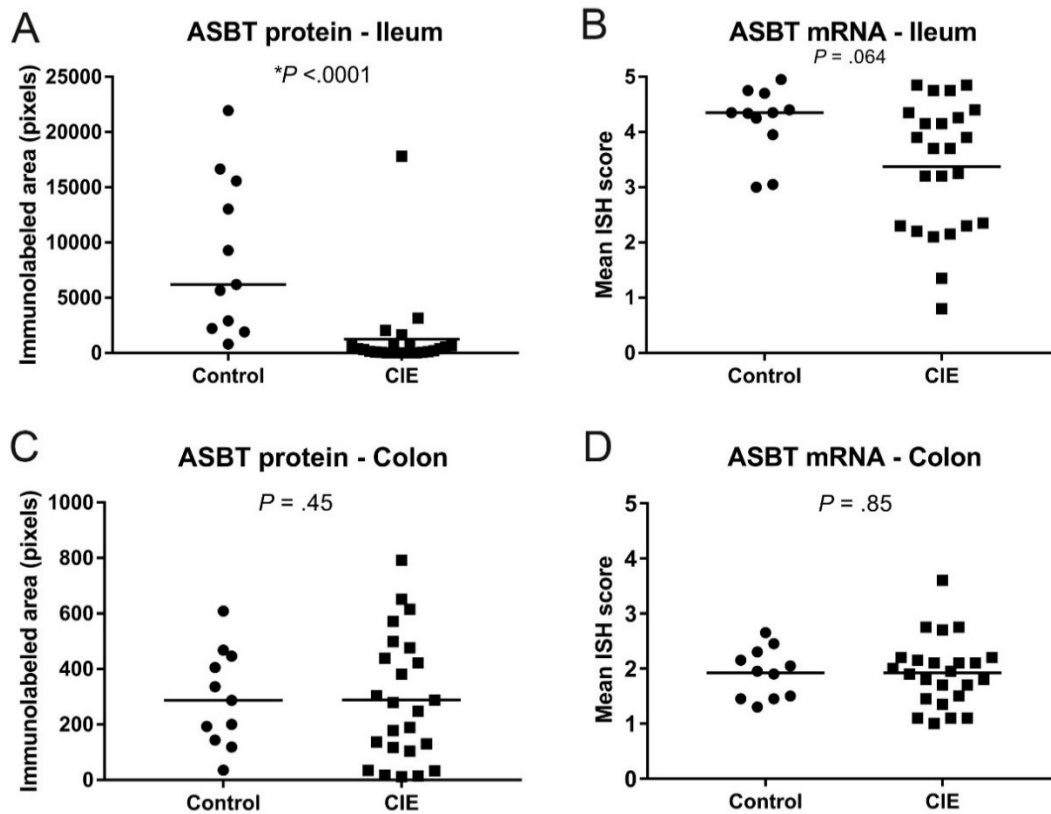 A
ASBT protein - Ileum
*P <.0001
Immunolabeled area (pixels)
25000
20000
15000
10000
5000
0
Control
CIE
B
ASBT mRNA - Ileum
P = .064
Mean ISH score
5
4
3
2
1
0
Control
CIE
C
ASBT protein - Colon
P = .45
Immunolabeled area (pixels)
1000
800
600
400
200
0
Control
CIE
D
ASBT mRNA - Colon
P = .85
Mean ISH score
5
4
3
2
1
0
Control
CIE